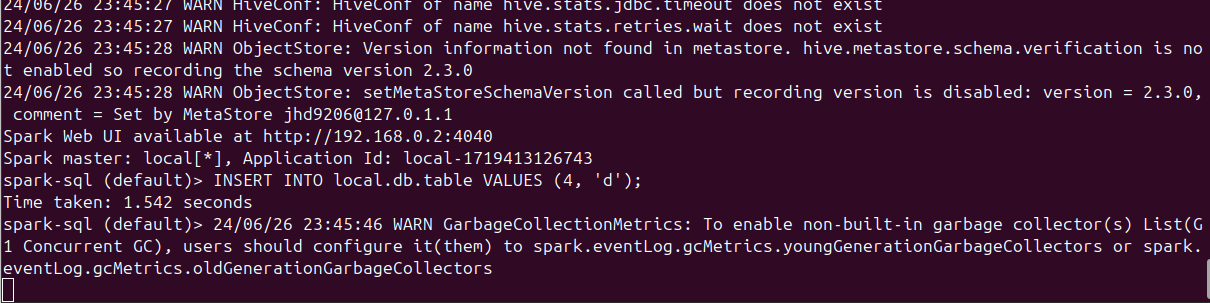 24/06/26 23:45:27 WARN HiveConf: HiveConf of name hive.stats.jdbc.timeout does not exist
24/06/26 23:45:27 WARN HiveConf: HiveConf of name hive.stats.retries.wait does not exist
24/06/26 23:45:28 WARN ObjectStore: Version information not found in metastore. hive.metastore.schema.verification is no
t enabled so recording the schema version 2.3.0
24/06/26 23:45:28 WARN ObjectStore: setMetaStoreSchemaVersion called but recording version is disabled: version = 2.3.0,
 comment = Set by MetaStore jhd9206@127.0.1.1
Spark Web UI available at http://192.168.0.2:4040
Spark master: local[*], Application Id: local-1719413126743
spark-sql (default)> INSERT INTO local.db.table VALUES (4, 'd');
Time taken: 1.542 seconds
spark-sql (default)> 24/06/26 23:45:46 WARN GarbageCollectionMetrics: To enable non-built-in garbage collector(s) List(G
1 Concurrent GC), users should configure it(them) to spark.eventLog.gcMetrics.youngGenerationGarbageCollectors or spark.
eventLog.gcMetrics.oldGenerationGarbageCollectors